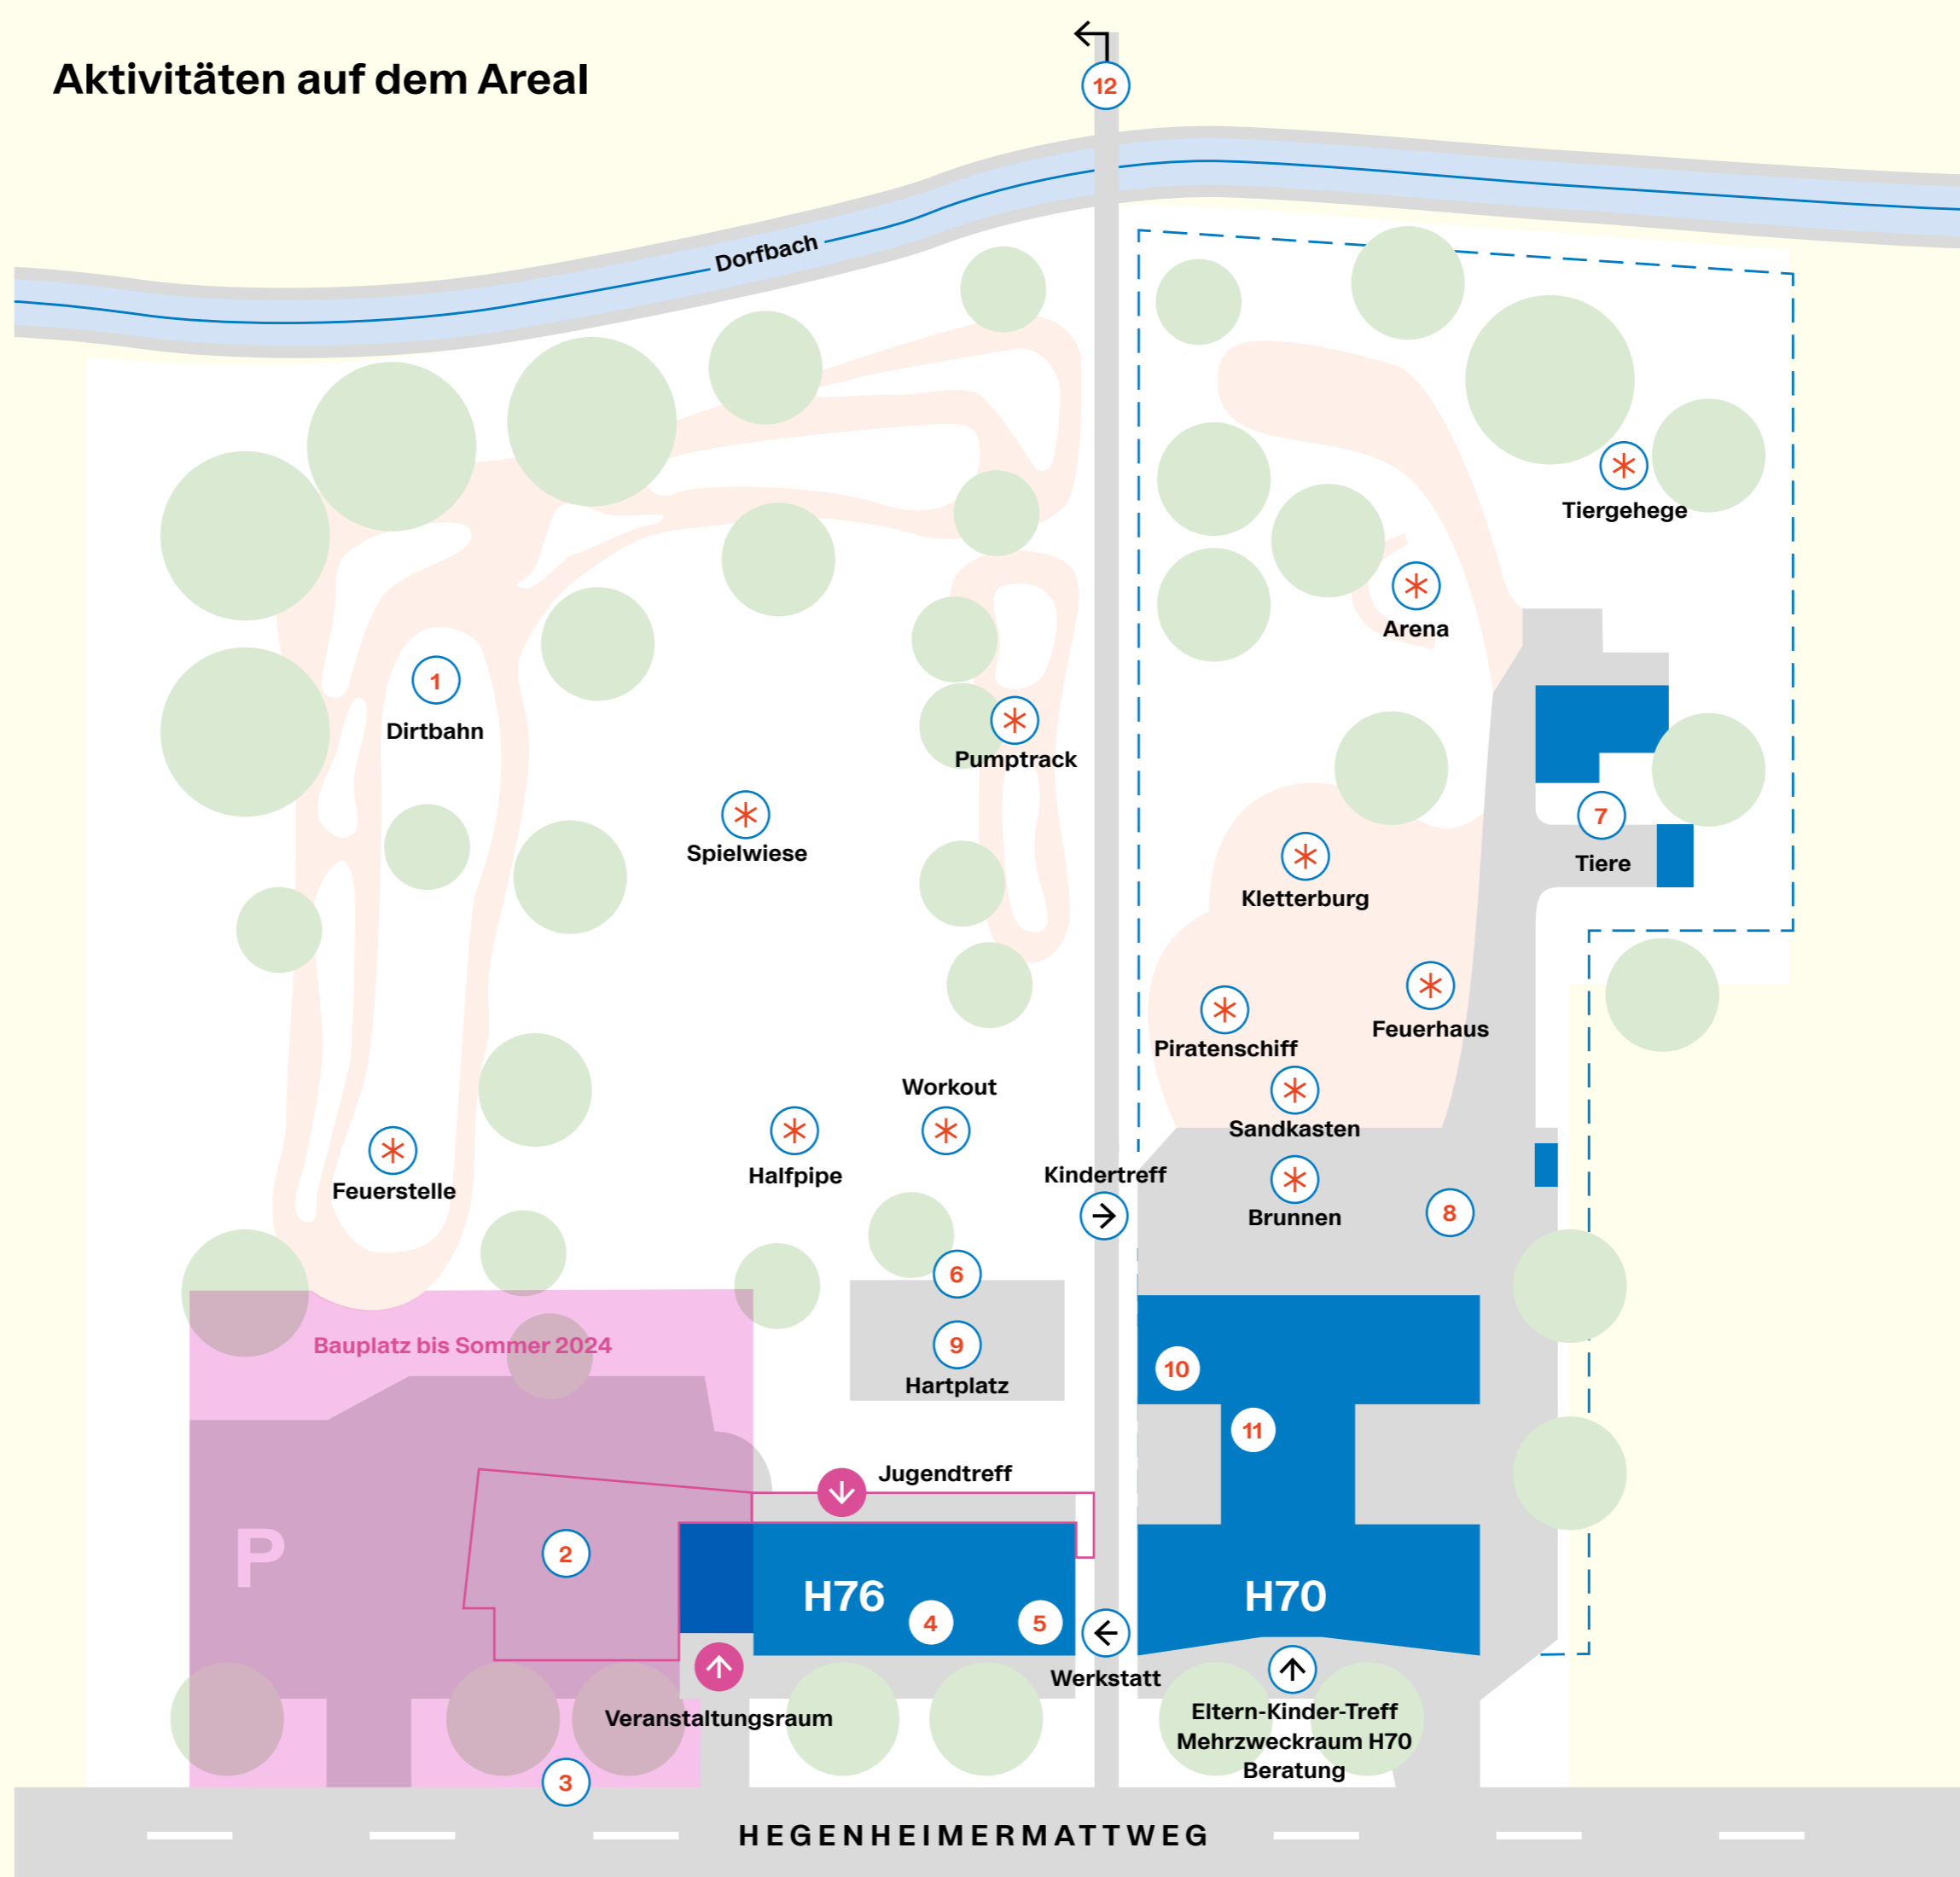 Aktivitäten auf dem Areal
12
Dorfbach
Tiergehege
Arena
1
Dirtbahn
Pumptrack
Spielwiese
7
Tiere
Kletterburg
Piratenschiff
Feuerhaus
Workout
Sandkasten
Halfpipe
Kindertreff
Feuerstelle
Brunnen
8
6
Bauplatz bis Sommer 2024
9
Hartplatz
10
11
Jugendtreff
P
2
H76
4
5
H70
Werkstatt
Veranstaltungsraum
Eltern-Kinder-Treff
Mehrzweckraum H70
Beratung
3
HEGENHEIMERMATTWEG